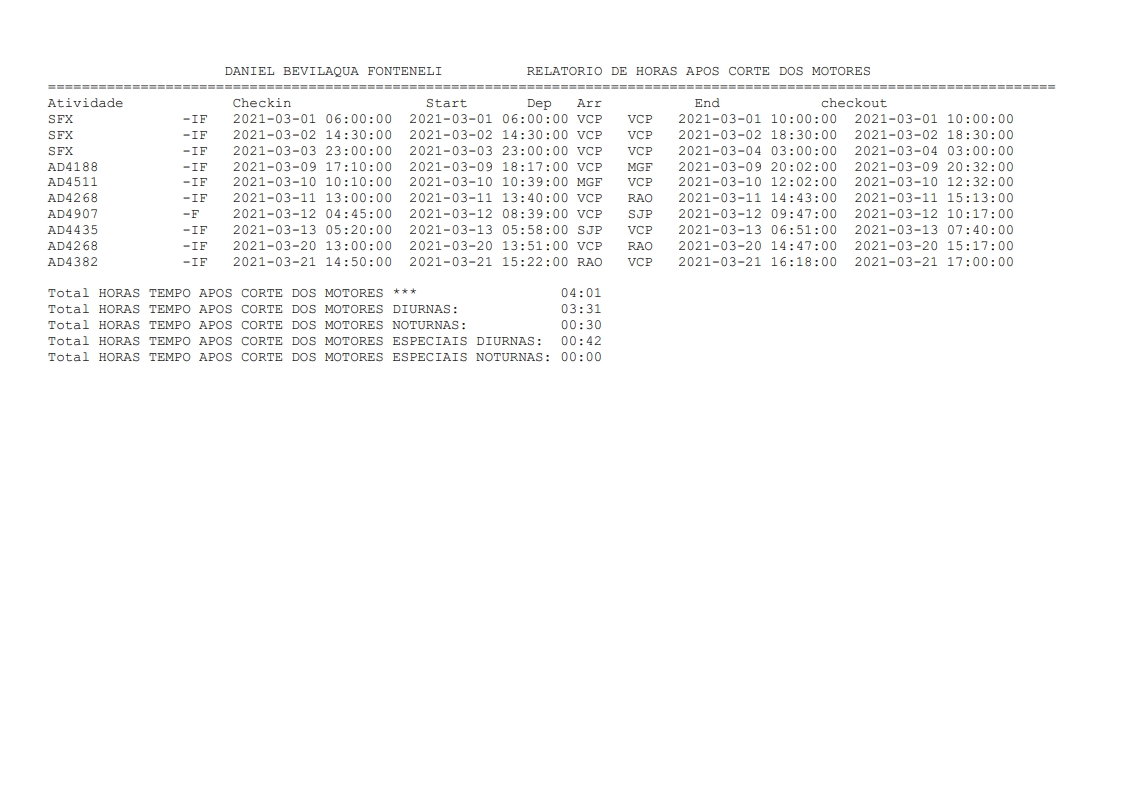 DANIEL BEVILAQUA FONTENELI          RELATORIO DE HORAS APOS CORTE DOS MOTORES
========================================================================================================================
Atividade             Checkin                Start       Dep   Arr           End            checkout
SFX             -IF   2021-03-01 06:00:00  2021-03-01 06:00:00 VCP   VCP   2021-03-01 10:00:00  2021-03-01 10:00:00
SFX             -IF   2021-03-02 14:30:00  2021-03-02 14:30:00 VCP   VCP   2021-03-02 18:30:00  2021-03-02 18:30:00
SFX             -IF   2021-03-03 23:00:00  2021-03-03 23:00:00 VCP   VCP   2021-03-04 03:00:00  2021-03-04 03:00:00
AD4188          -IF   2021-03-09 17:10:00  2021-03-09 18:17:00 VCP   MGF   2021-03-09 20:02:00  2021-03-09 20:32:00
AD4511          -IF   2021-03-10 10:10:00  2021-03-10 10:39:00 MGF   VCP   2021-03-10 12:02:00  2021-03-10 12:32:00
AD4268          -IF   2021-03-11 13:00:00  2021-03-11 13:40:00 VCP   RAO   2021-03-11 14:43:00  2021-03-11 15:13:00
AD4907          -F    2021-03-12 04:45:00  2021-03-12 08:39:00 VCP   SJP   2021-03-12 09:47:00  2021-03-12 10:17:00
AD4435          -IF   2021-03-13 05:20:00  2021-03-13 05:58:00 SJP   VCP   2021-03-13 06:51:00  2021-03-13 07:40:00
AD4268          -IF   2021-03-20 13:00:00  2021-03-20 13:51:00 VCP   RAO   2021-03-20 14:47:00  2021-03-20 15:17:00
AD4382          -IF   2021-03-21 14:50:00  2021-03-21 15:22:00 RAO   VCP   2021-03-21 16:18:00  2021-03-21 17:00:00
Total HORAS TEMPO APOS CORTE DOS MOTORES ***                 04:01
Total HORAS TEMPO APOS CORTE DOS MOTORES DIURNAS:            03:31
Total HORAS TEMPO APOS CORTE DOS MOTORES NOTURNAS:           00:30
Total HORAS TEMPO APOS CORTE DOS MOTORES ESPECIAIS DIURNAS:  00:42
Total HORAS TEMPO APOS CORTE DOS MOTORES ESPECIAIS NOTURNAS: 00:00